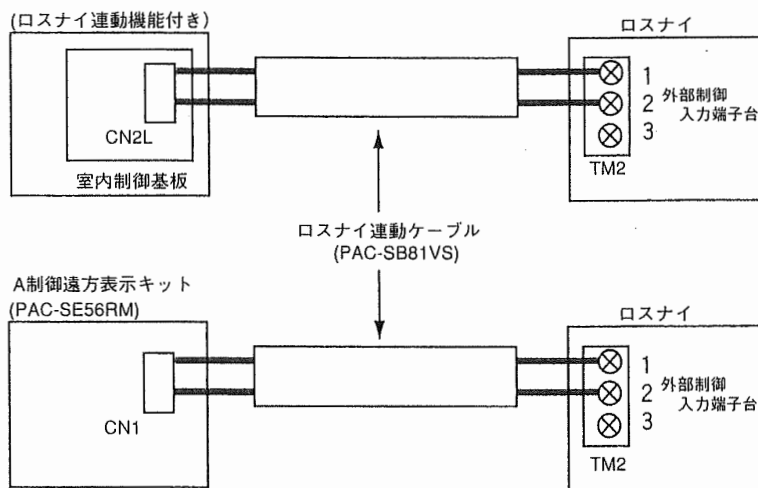 (ロスナイ連動機能付き)
CN2L
室内制御基板
ロスナイ
1
2
3
外部制御
入力端子台
TM2
ロスナイ連動ケーブル
(PAC-SB81VS)
A制御遠方表示キット
(PAC-SE56RM)
CN1
ロスナイ
1
2
3
外部制御
入力端子台
TM2